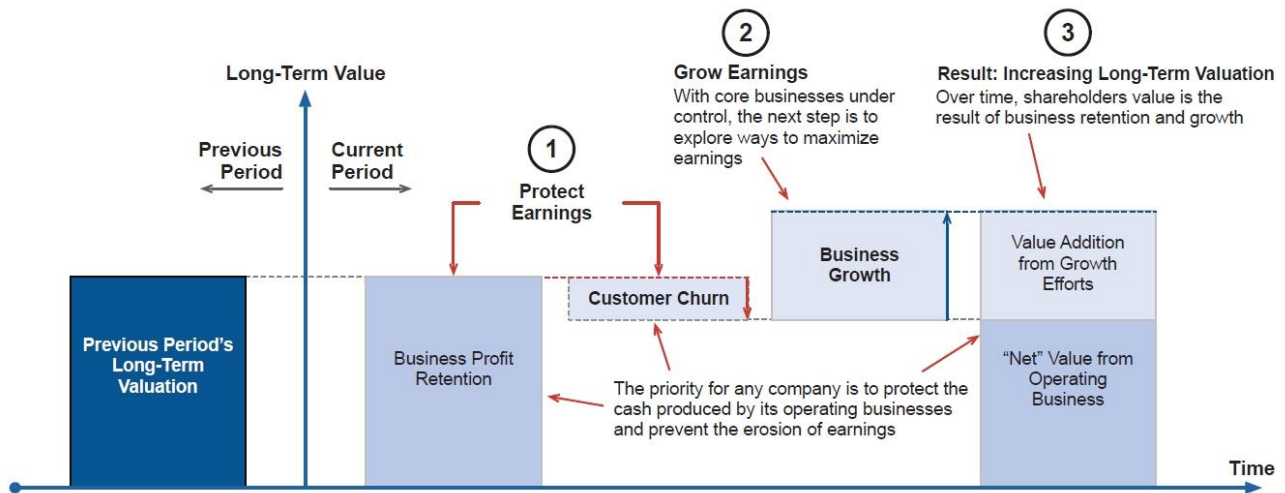 2
3
Long-Term Value
Grow Earnings
Result: Increasing Long-Term Valuation
With core businesses under
control, the next step is to
explore ways to maximize
earnings
Over time, shareholders value is the
result of business retention and growth
Previous
Period
Current
Period
1
Protect
Earnings
Previous Period's
Long-Term
Valuation
Business Profit
Retention
Customer Churn
Business
Growth
Value Addition
from Growth
Efforts
"Net" Value from
Operating
Business
The priority for any company is to protect the
cash produced by its operating businesses
and prevent the erosion of earnings
Time